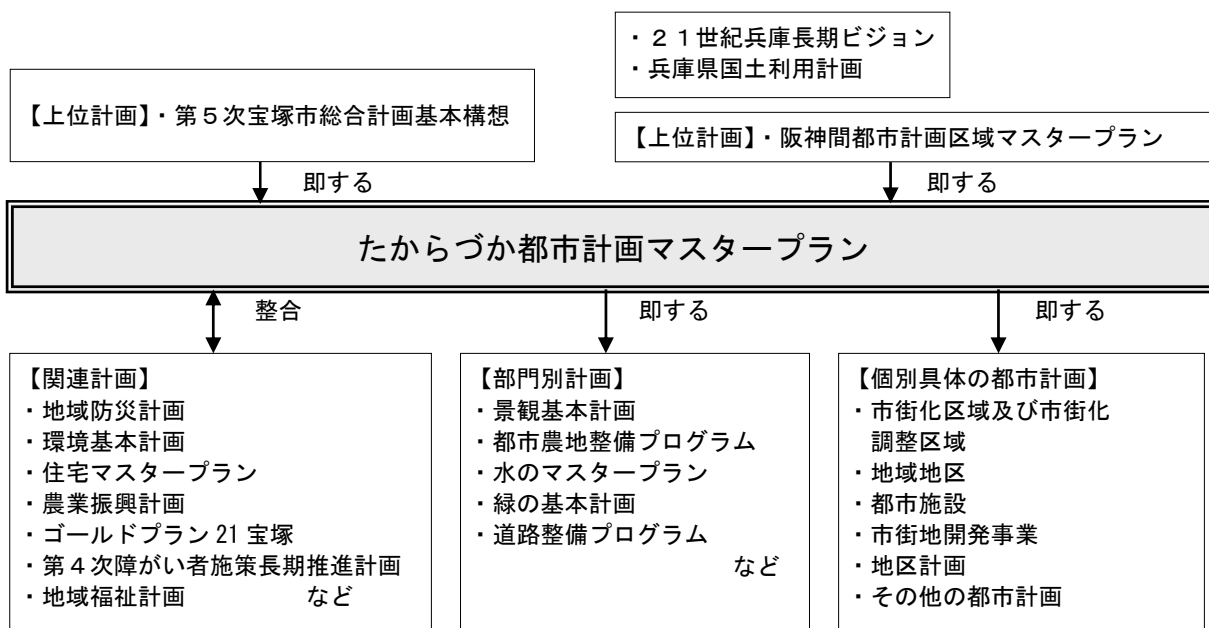 ・２１世紀兵庫長期ビジョン
・兵庫県国土利用計画
【上位計画】・第５次宝塚市総合計画基本構想
【上位計画】・阪神間都市計画区域マスタープラン
即する
即する
たからづか都市計画マスタープラン
整合
即する
即する
【関連計画】
・地域防災計画
・環境基本計画
・住宅マスタープラン
・農業振興計画
・ゴールドプラン 21 宝塚
・第４次障がい者施策長期推進計画
・地域福祉計画　　　　　など
【部門別計画】
・景観基本計画
・都市農地整備プログラム
・水のマスタープラン
・緑の基本計画
・道路整備プログラム
など
【個別具体の都市計画】
・市街化区域及び市街化
調整区域
・地域地区
・都市施設
・市街地開発事業
・地区計画
・その他の都市計画